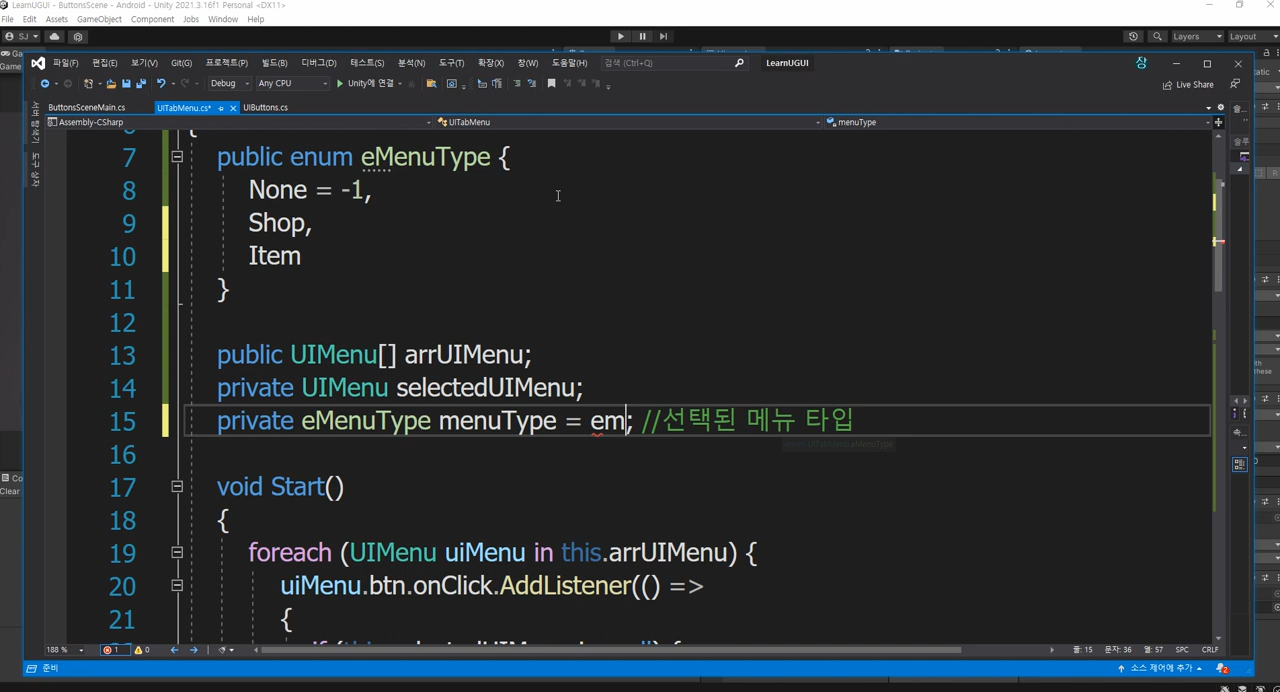 LearnUGUI - ButtonsScene - Android - Unity 2021.3.16f1 Personal <DX11>
File Edit Assets GameObject Component Jobs Window Help
SJ Layers Layout
파일(F) 편집(E) 보기(V) Git(G) 프로젝트(P) 빌드(B) 디버그(D) 테스트(S) 분석(N) 도구(T) 확장(X) 창(W) 도움말(H) 검색 (Ctrl+Q) LearnUGUI
Debug Any CPU Unity에 연결 Live Share
ButtonsSceneMain.cs UITabMenu.cs* UIButtons.cs
Assembly-CSharp UITabMenu menuType
7 public enum eMenuType {
8 None = -1,
9 Shop,
10 Item
11 }
12
13 public UIMenu[] arrUIMenu;
14 private UIMenu selectedUIMenu;
15 private eMenuType menuType = em; //선택된 메뉴 타입
16
17 void Start()
18 {
19 foreach (UIMenu uiMenu in this.arrUIMenu) {
20 uiMenu.btn.onClick.AddListener(() =>
21 {
188 % 1 0 줄: 15 문자: 36 열: 57 SPC CRLF
준비 소스 제어에 추가 2